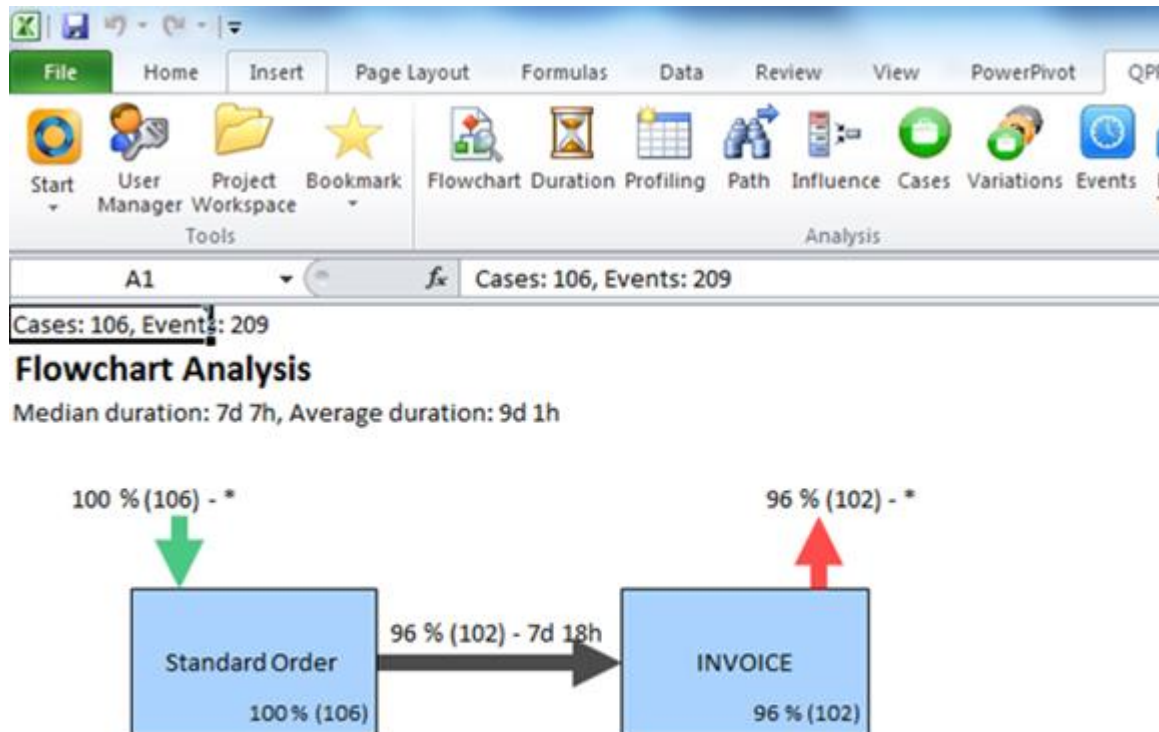 File Home Insert Page Layout Formulas Data Review View PowerPivot
Start User Manager Project Workspace Bookmark Flowchart Duration Profiling Path Influence Cases Variations Events
Tools Analysis
A1 fx Cases: 106, Events: 209
Cases: 106, Events: 209
Flowchart Analysis
Median duration: 7d 7h, Average duration: 9d 1h
100 % (106) - * 96 % (102) - *
96 % (102) - 7d 18h
Standard Order INVOICE
100 % (106) 96 % (102)